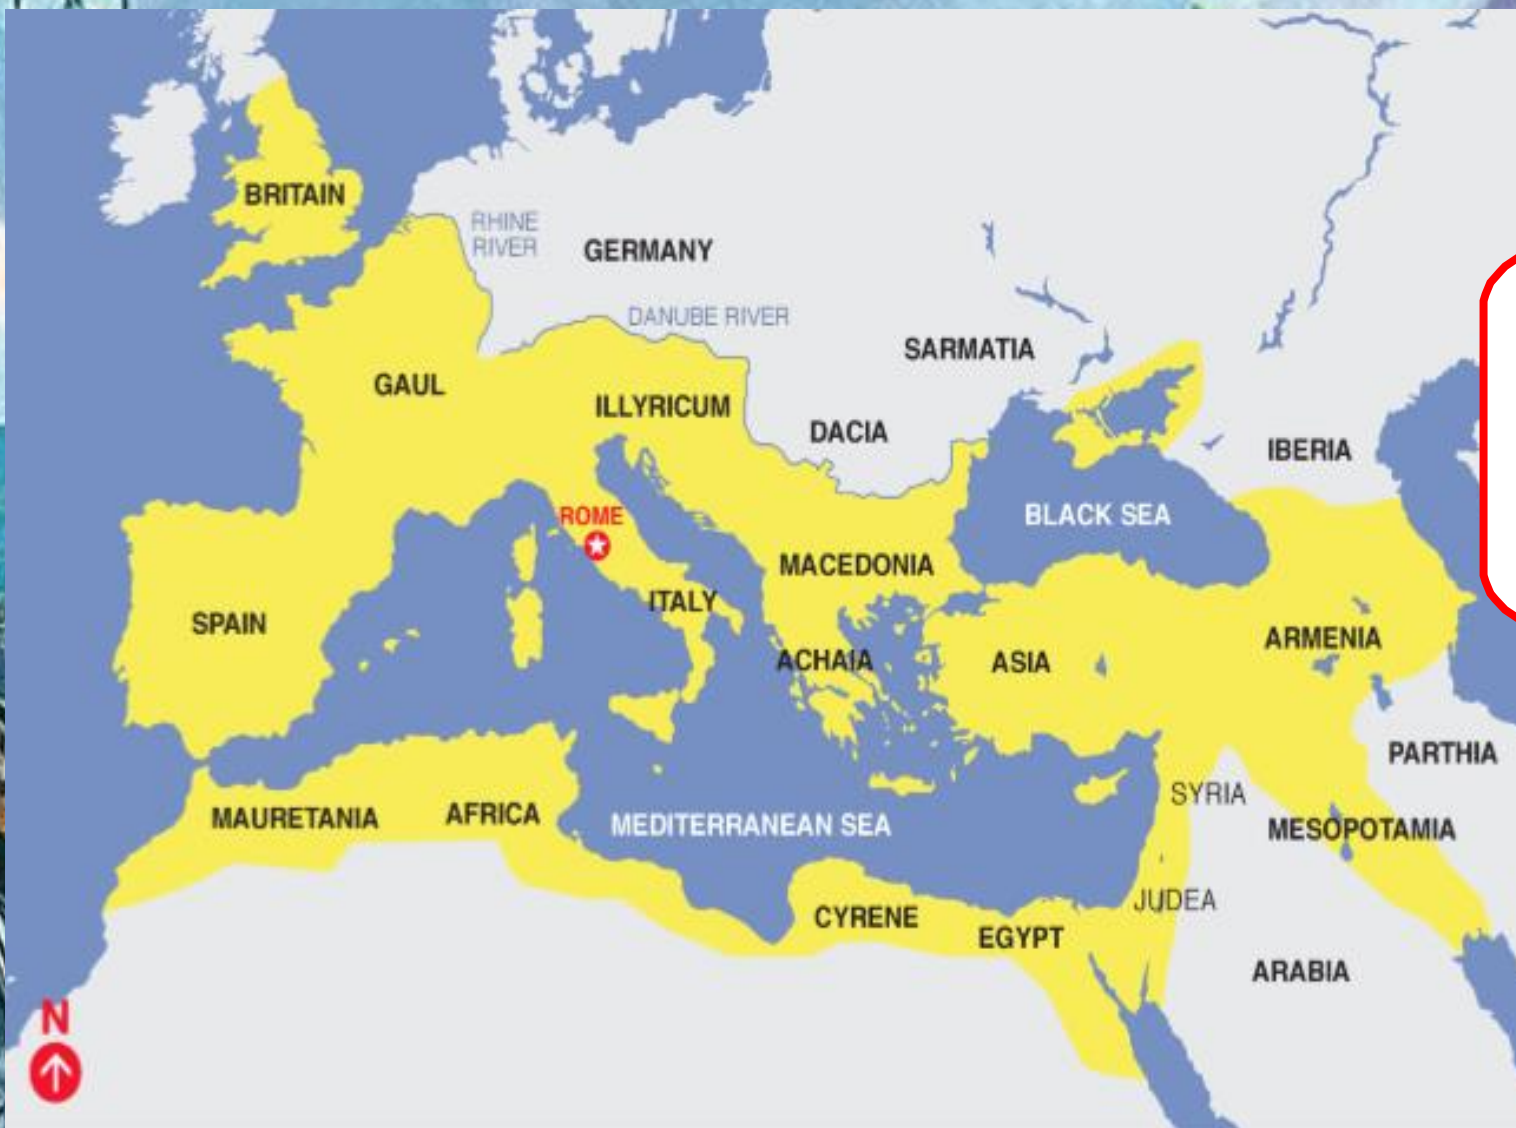 BRITAIN
RHINE
RIVER
GERMANY
DANUBE RIVER
SARMATIA
GAUL
ILLYRICUM
DACIA
IBERIA
ROME
BLACK SEA
MACEDONIA
ITALY
SPAIN
ARMENIA
ACHAIA
ASIA
PARTHIA
SYRIA
MAURETANIA
AFRICA
MEDITERRANEAN SEA
MESOPOTAMIA
JUDEA
CYRENE
EGYPT
ARABIA
N